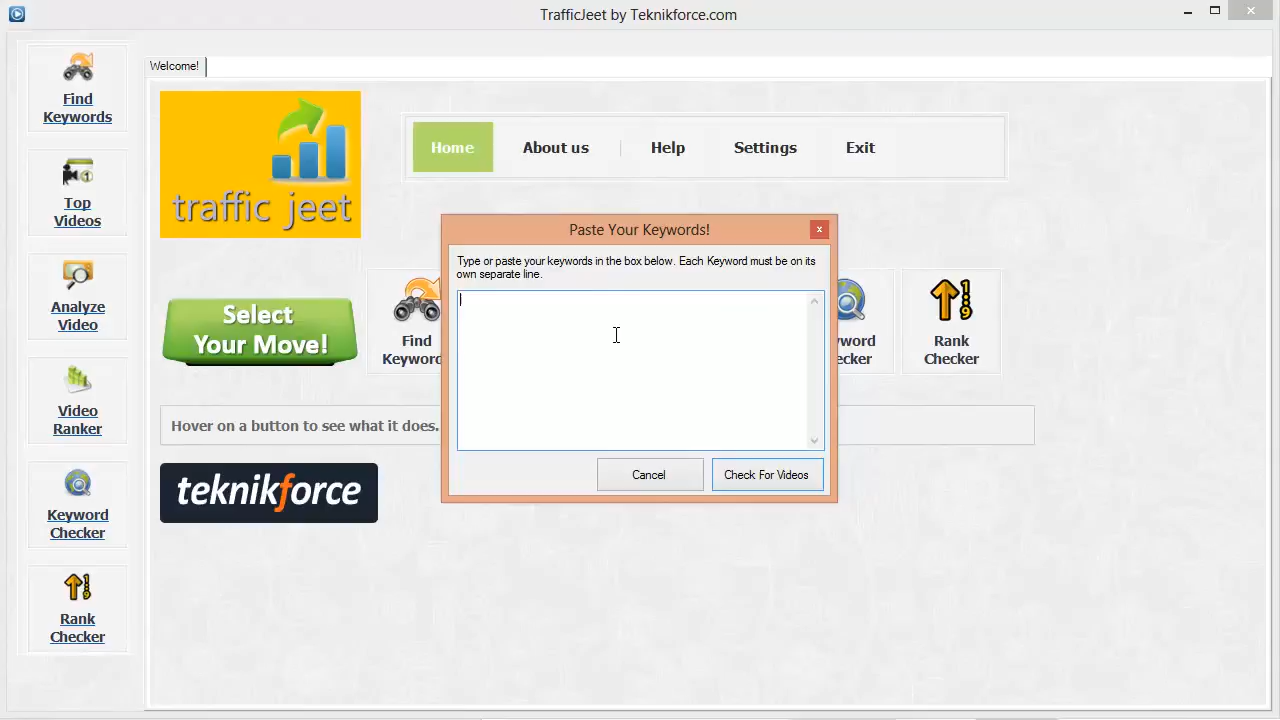 TrafficJeet by Teknikforce.com
Find
Keywords
Top
Videos
Analyze
Video
Video
Ranker
Keyword
Checker
Rank
Checker
Welcome!
traffic jeet
Home
About us
Help
Settings
Exit
Select
Your Move!
Find
Keywor
word
ecker
Rank
Checker
Hover on a button to see what it does.
teknikforce
Paste Your Keywords!
Type or paste your keywords in the box below. Each Keyword must be on its
own separate line.
Cancel
Check For Videos